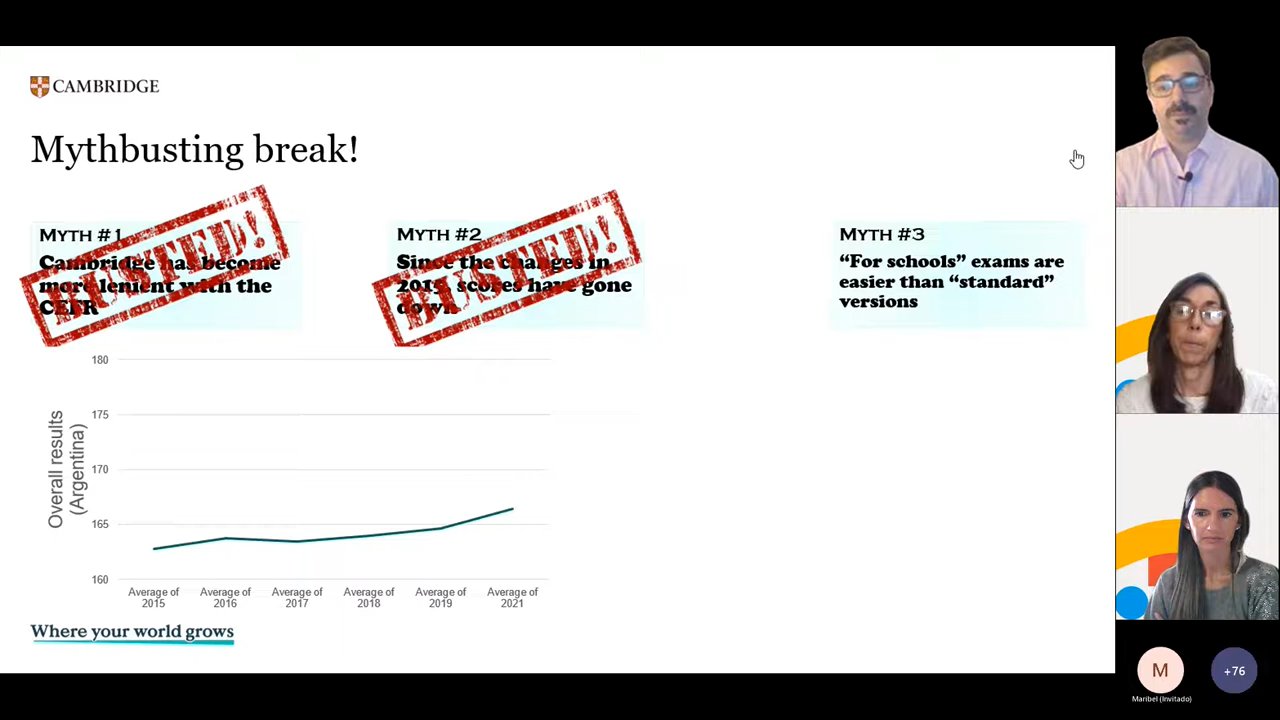 CAMBRIDGE
Mythbusting break!
MYTH #1
Cambridge has become
more lenient with the
CEFR
BUSTED!
MYTH #2
Since the changes in
2015, scores have gone
down
BUSTED!
MYTH #3
“For schools” exams are
easier than “standard”
versions
Overall results
(Argentina)
180
175
170
165
160
Average of
2015
Average of
2016
Average of
2017
Average of
2018
Average of
2019
Average of
2021
Where your world grows
M
Maribel (Invitado)
+76